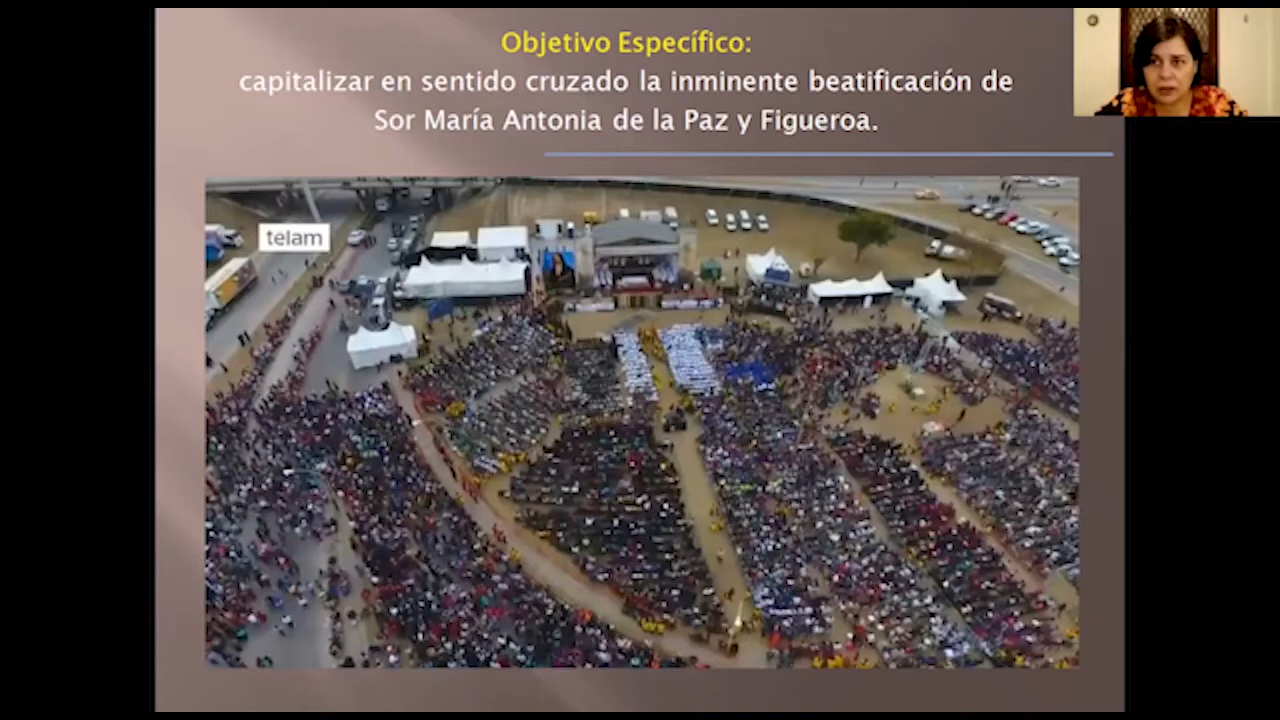 Objetivo Específico:
capitalizar en sentido cruzado la inminente beatificación de
Sor María Antonia de la Paz y Figueroa.
telam